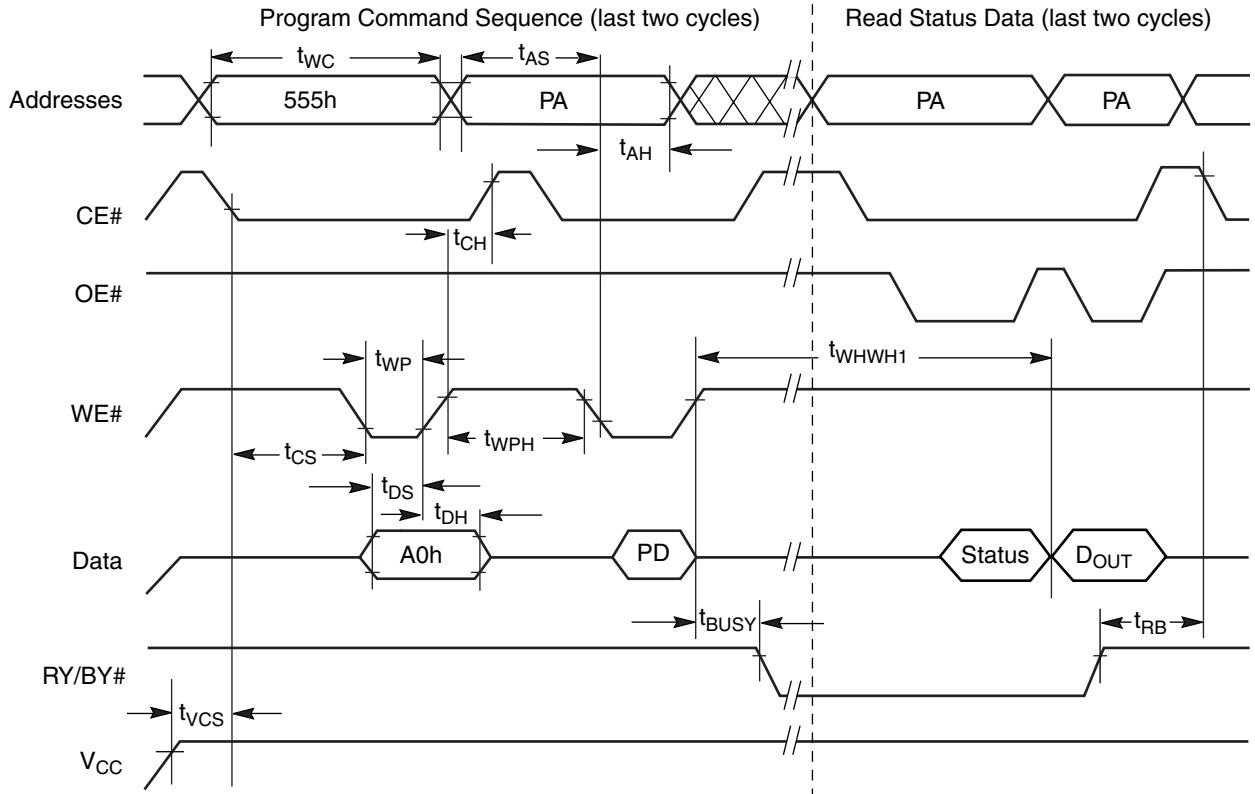 Program Command Sequence (last two cycles)
Read Status Data (last two cycles)
tWC
tAS
Addresses
555h
PA
PA
PA
tAH
CE#
tCH
OE#
tWP
tWHWH1
WE#
tCS
tWPH
tDS
tDH
Data
A0h
PD
Status
DOUT
tBUSY
tRB
RY/BY#
tVCS
VCC